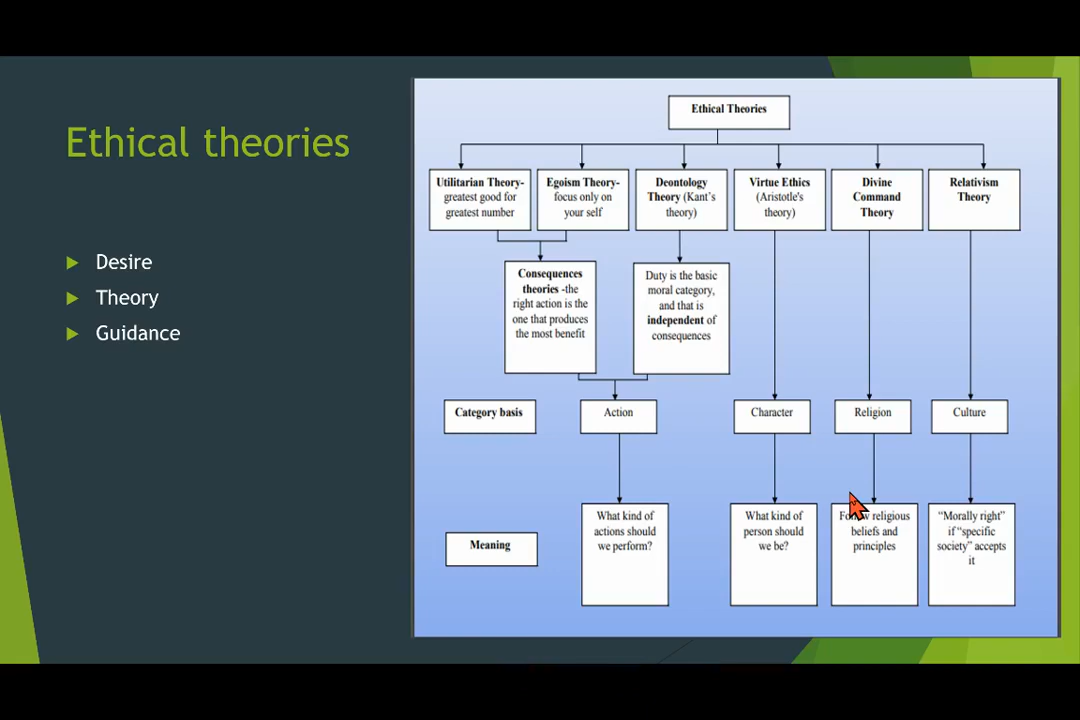 Ethical theories
Desire
Theory
Guidance
Ethical Theories
Utilitarian Theory-
greatest good for
greatest number
Egoism Theory-
focus only on
your self
Deontology
Theory (Kant's
theory)
Virtue Ethics
(Aristotle's
theory)
Divine
Command
Theory
Relativism
Theory
Consequences
theories -the
right action is the
one that produces
the most benefit
Duty is the basic
moral category,
and that is
independent of
consequences
Category basis
Action
Character
Religion
Culture
Meaning
What kind of
actions should
we perform?
What kind of
person should
we be?
religious
beliefs and
principles
“Morally right”
if “specific
society” accepts
it